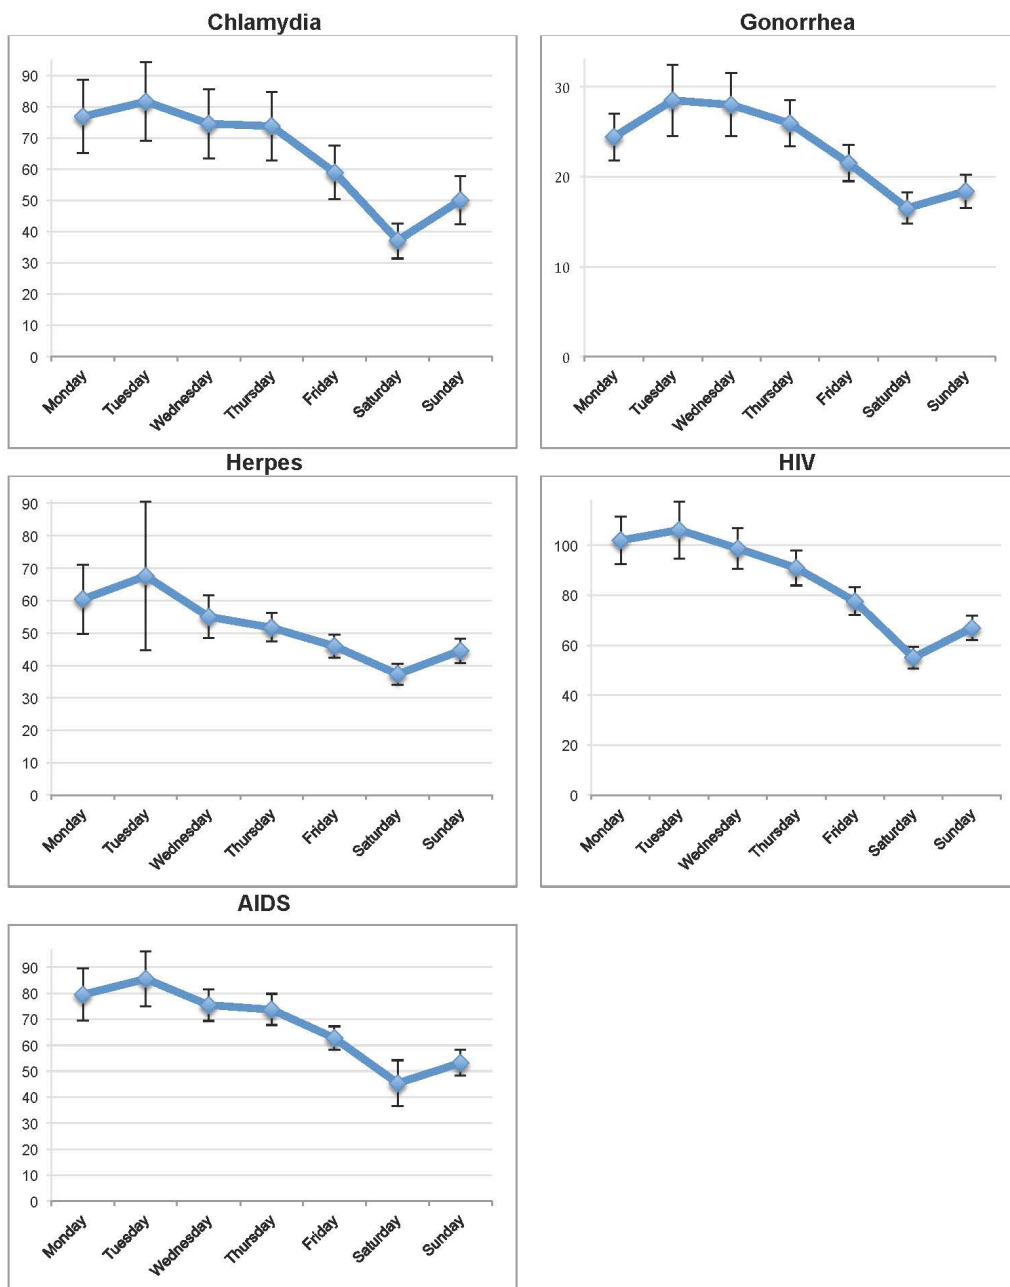 Chlamydia
90
80
70
60
50
40
30
20
10
0
Monday
Tuesday
Wednesday
Thursday
Friday
Saturday
Sunday
Gonorrhea
30
20
10
0
Monday
Tuesday
Wednesday
Thursday
Friday
Saturday
Sunday
Herpes
90
80
70
60
50
40
30
20
10
0
Monday
Tuesday
Wednesday
Thursday
Friday
Saturday
Sunday
HIV
100
80
60
40
20
0
Monday
Tuesday
Wednesday
Thursday
Friday
Saturday
Sunday
AIDS
90
80
70
60
50
40
30
20
10
0
Monday
Tuesday
Wednesday
Thursday
Friday
Saturday
Sunday